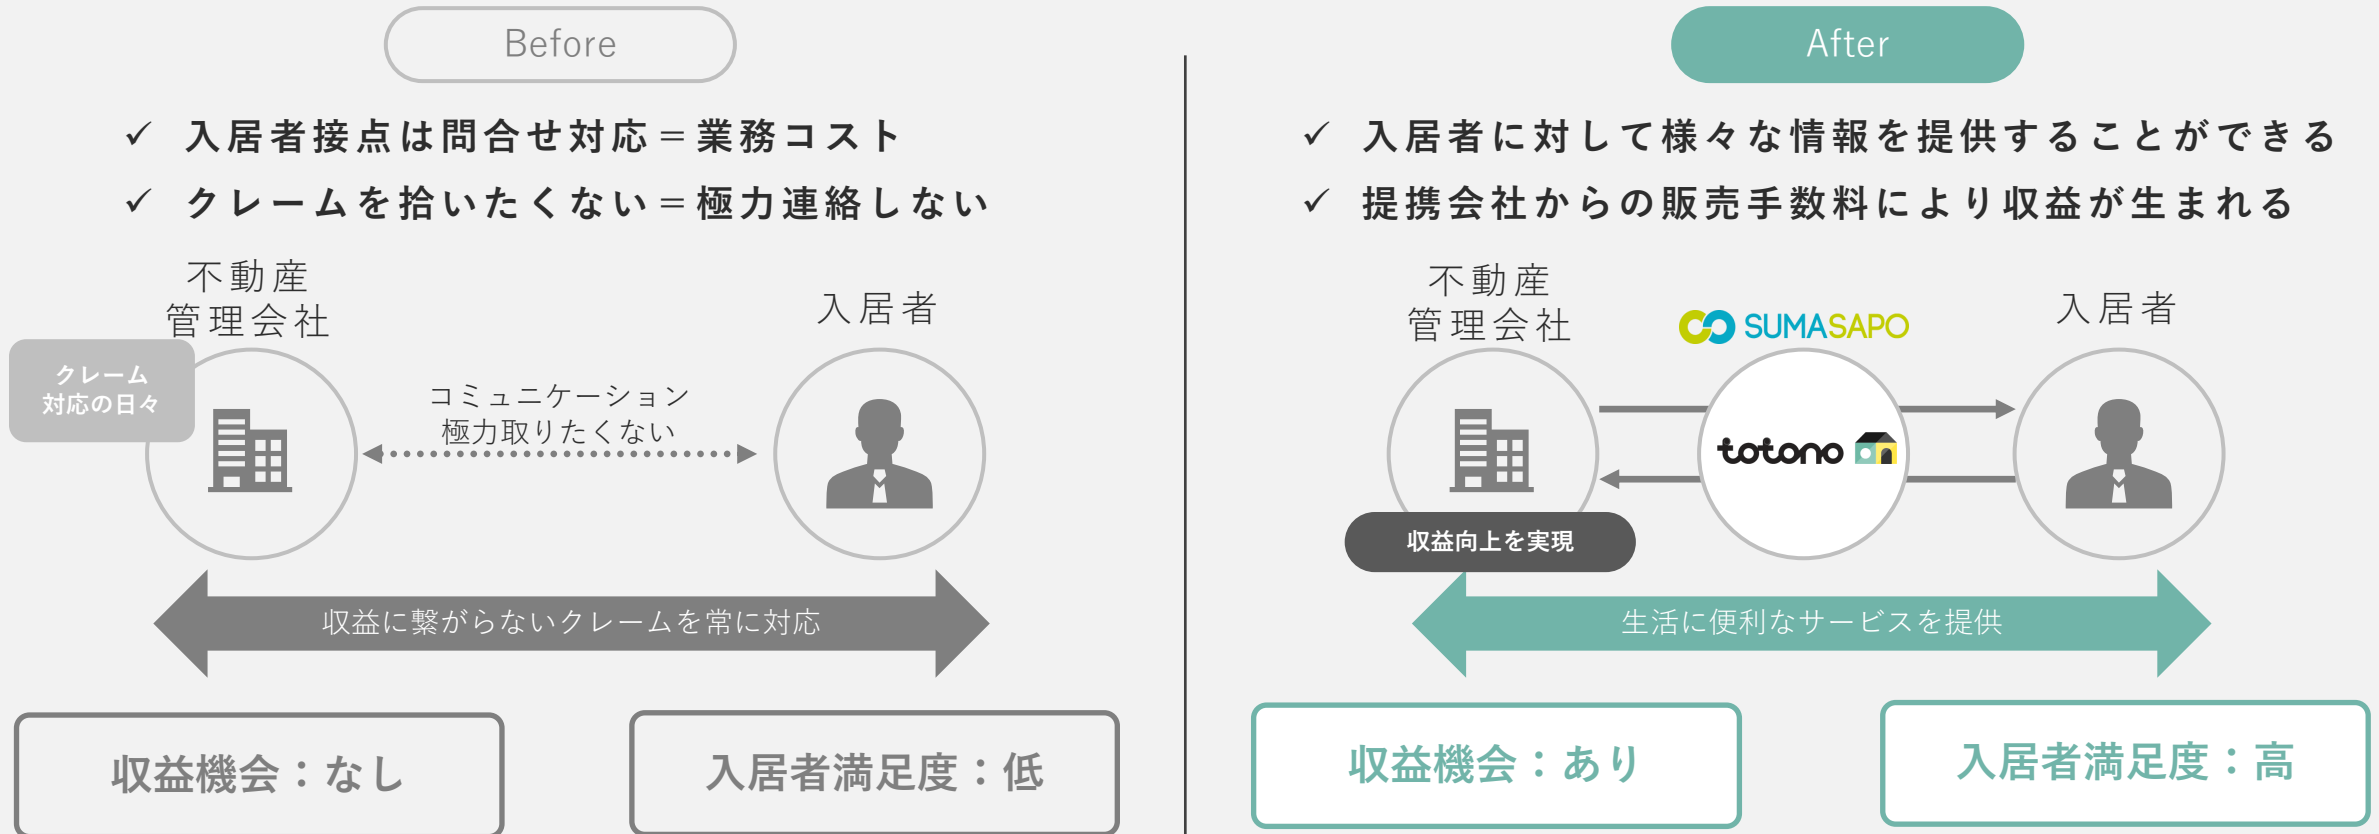 Before
入居者接点は問合せ対応＝業務コスト
クレームを拾いたくない＝極力連絡しない
不動産
管理会社
入居者
クレーム
対応の日々
コミュニケーション
極力取りたくない
収益に繋がらないクレームを常に対応
収益機会：なし
入居者満足度：低
After
入居者に対して様々な情報を提供することができる
提携会社からの販売手数料により収益が生まれる
不動産
管理会社
SUMASAPO
入居者
totono
収益向上を実現
生活に便利なサービスを提供
収益機会：あり
入居者満足度：高